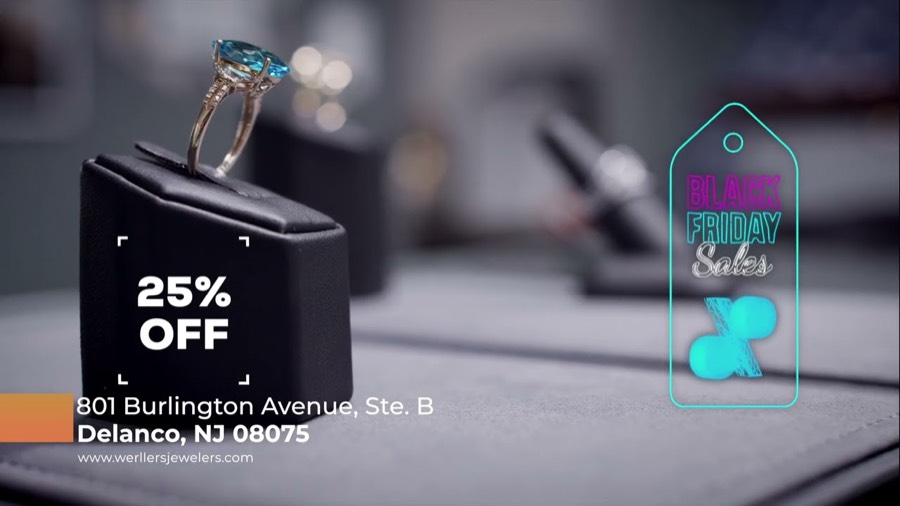 25%
OFF
801 Burlington Avenue, Ste. B
Delanco, NJ 08075
www.werllersjewelers.com
BLACK
FRIDAY
Sales
%